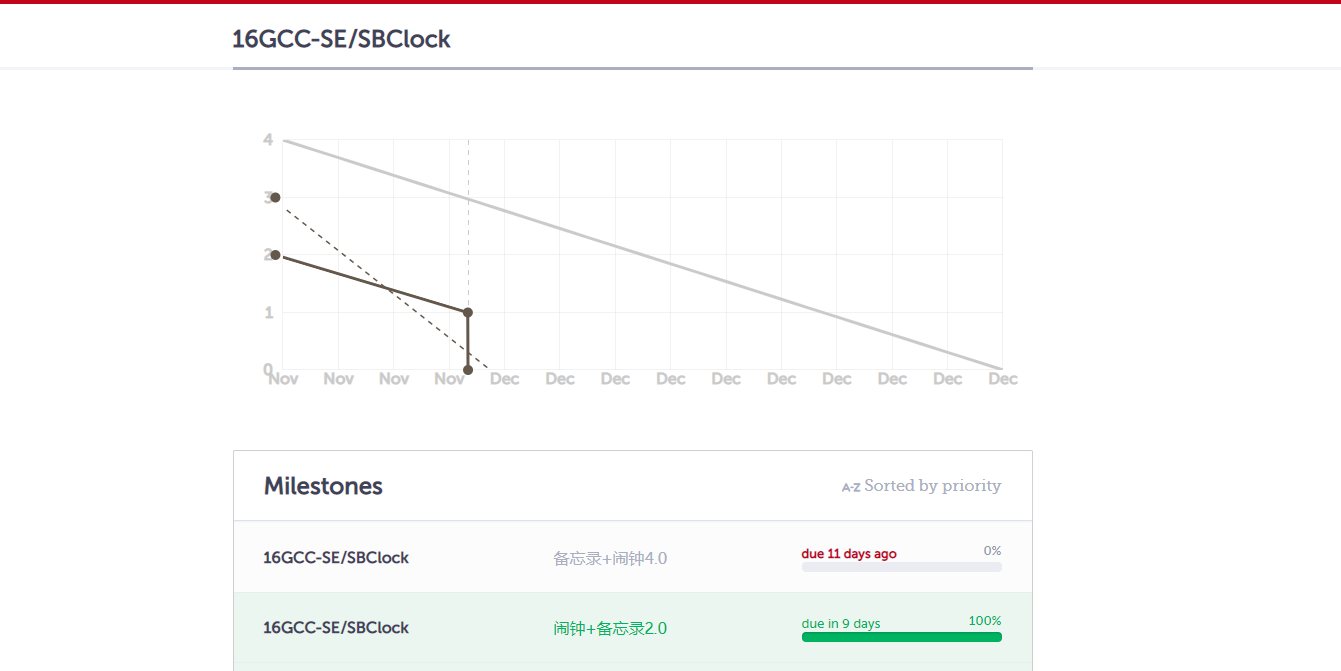 16GCC-SE/SBClock
4
3
2
1
0
Nov Nov Nov Nov Dec Dec Dec Dec Dec Dec Dec Dec Dec Dec
Milestones A-Z Sorted by priority
16GCC-SE/SBClock 备忘录+闹钟4.0 due 11 days ago 0%
16GCC-SE/SBClock 闹钟+备忘录2.0 due in 9 days 100%